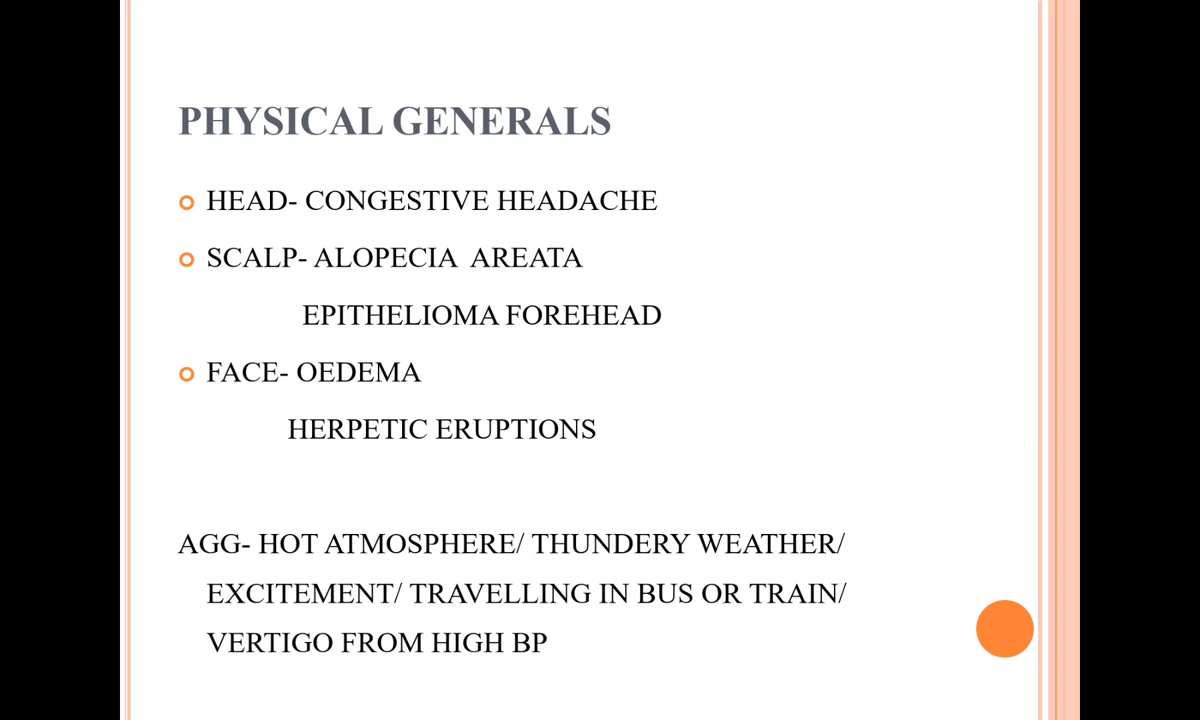 PHYSICAL GENERALS
HEAD- CONGESTIVE HEADACHE
SCALP- ALOPECIA AREATA
EPITHELIOMA FOREHEAD
FACE- OEDEMA
HERPETIC ERUPTIONS
AGG- HOT ATMOSPHERE/ THUNDERY WEATHER/
EXCITEMENT/ TRAVELLING IN BUS OR TRAIN/
VERTIGO FROM HIGH BP